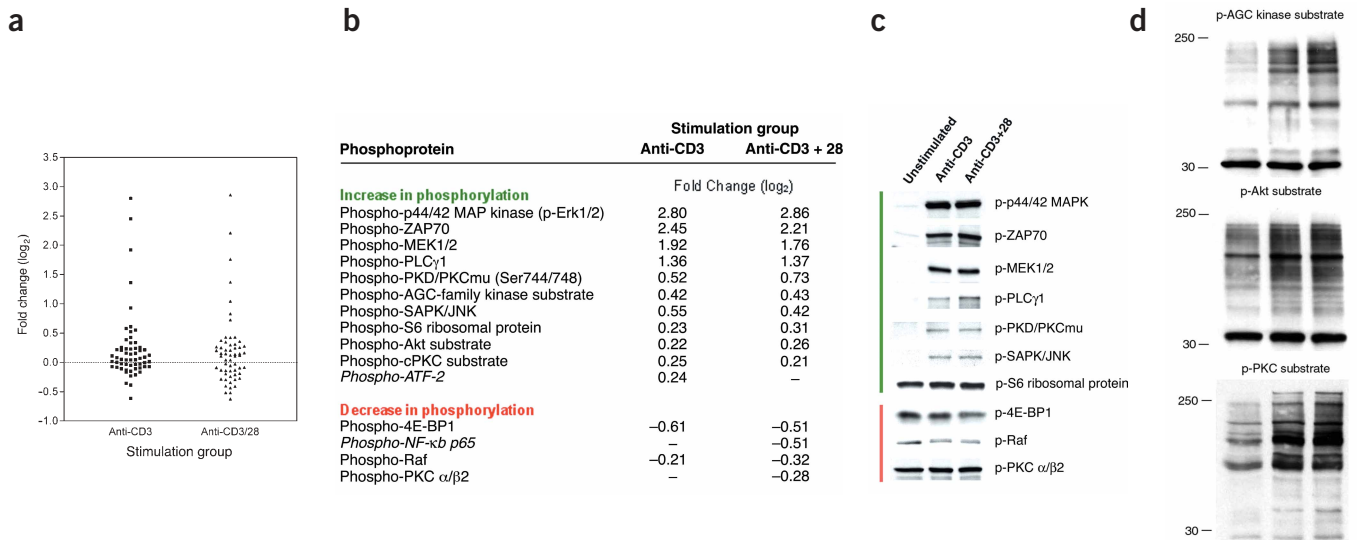 a
3.5
3.0
2.5
2.0
1.5
1.0
0.5
0.0
−0.5
−1.0
Fold change (log2)
Anti-CD3 Anti-CD3/28
Stimulation group
b
Stimulation group
Phosphoprotein Anti-CD3 Anti-CD3 + 28
Fold Change (log2)
Increase in phosphorylation
Phospho-p44/42 MAP kinase (p-Erk1/2) 2.80 2.86
Phospho-ZAP70 2.45 2.21
Phospho-MEK1/2 1.92 1.76
Phospho-PLCγ1 1.36 1.37
Phospho-PKD/PKCmu (Ser744/748) 0.52 0.73
Phospho-AGC-family kinase substrate 0.42 0.43
Phospho-SAPK/JNK 0.55 0.42
Phospho-S6 ribosomal protein 0.23 0.31
Phospho-Akt substrate 0.22 0.26
Phospho-cPKC substrate 0.25 0.21
Phospho-ATF-2 0.24 –
Decrease in phosphorylation
Phospho-4E-BP1 −0.61 −0.51
Phospho-NF-κb p65 – −0.51
Phospho-Raf −0.21 −0.32
Phospho-PKC α/β2 – −0.28
c
Unstimulated
Anti-CD3
Anti-CD3+28
p-p44/42 MAPK
p-ZAP70
p-MEK1/2
p-PLCγ1
p-PKD/PKCmu
p-SAPK/JNK
p-S6 ribosomal protein
p-4E-BP1
p-Raf
p-PKC α/β2
d
p-AGC kinase substrate
250
30
p-Akt substrate
250
30
p-PKC substrate
250
30